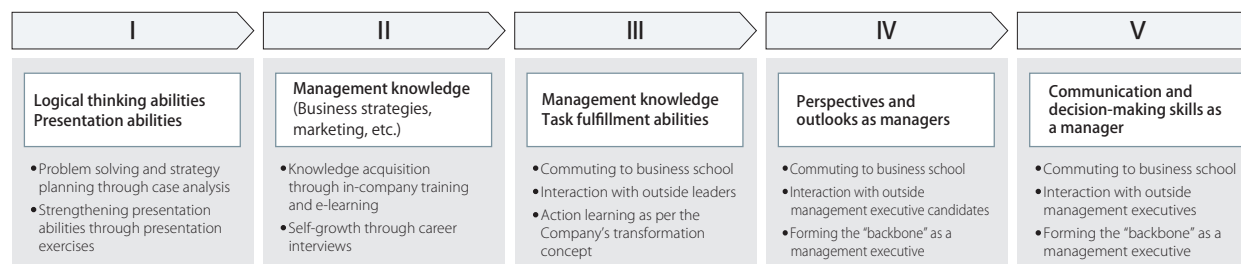 I
II
III
IV
V
Logical thinking abilities
Presentation abilities
• Problem solving and strategy
planning through case analysis
• Strengthening presentation
abilities through presentation
exercises
Management knowledge
(Business strategies,
marketing, etc.)
• Knowledge acquisition
through in-company training
and e-learning
• Self-growth through career
interviews
Management knowledge
Task fulfillment abilities
• Commuting to business school
• Interaction with outside leaders
• Action learning as per the
Company's transformation
concept
Perspectives and
outlooks as managers
• Commuting to business school
• Interaction with outside
management executive candidates
• Forming the “backbone” as a
management executive
Communication and
decision-making skills as
a manager
• Commuting to business school
• Interaction with outside
management executives
• Forming the “backbone” as a
management executive